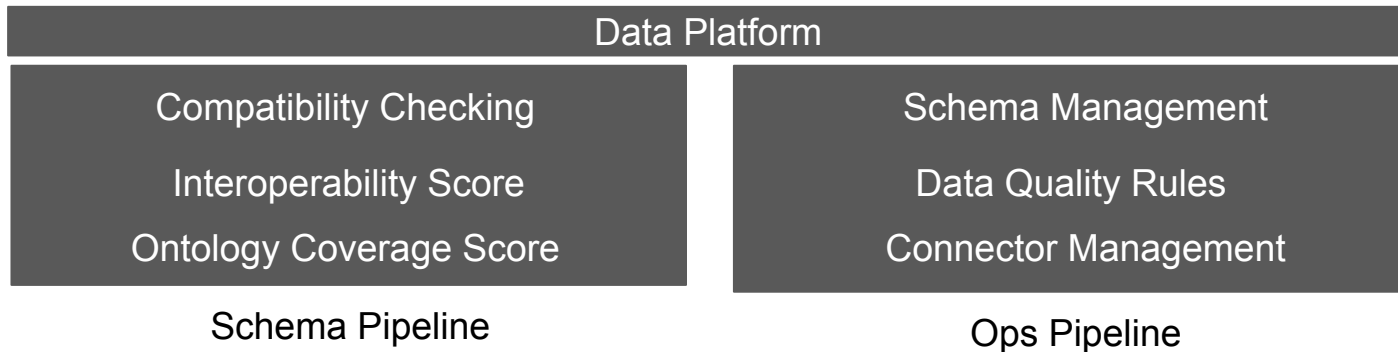 Data Platform
Compatibility Checking
Interoperability Score
Ontology Coverage Score
Schema Pipeline
Schema Management
Data Quality Rules
Connector Management
Ops Pipeline